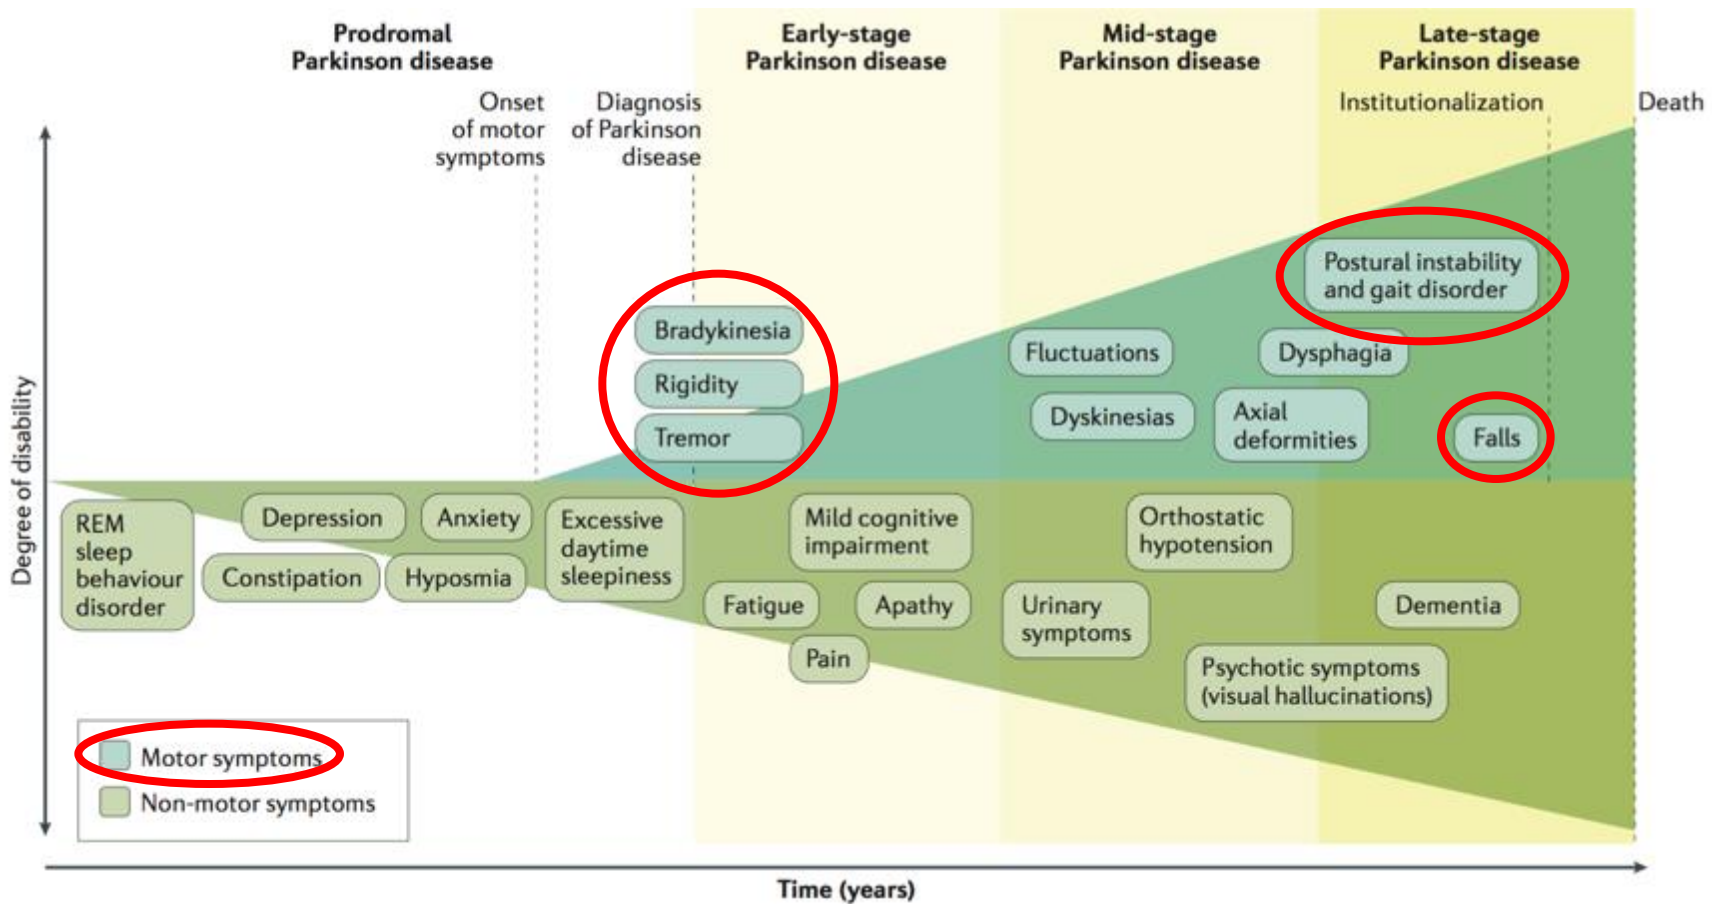 Prodromal
Parkinson disease
Early-stage
Parkinson disease
Mid-stage
Parkinson disease
Late-stage
Parkinson disease
Onset
of motor
symptoms
Diagnosis
of Parkinson
disease
Institutionalization
Death
Degree of disability
Bradykinesia
Rigidity
Tremor
Fluctuations
Dyskinesias
Dysphagia
Axial
deformities
Postural instability
and gait disorder
Falls
REM
sleep
behaviour
disorder
Depression
Constipation
Anxiety
Hyposmia
Excessive
daytime
sleepiness
Mild cognitive
impairment
Fatigue
Apathy
Pain
Orthostatic
hypotension
Urinary
symptoms
Psychotic symptoms
(visual hallucinations)
Dementia
Motor symptoms
Non-motor symptoms
Time (years)